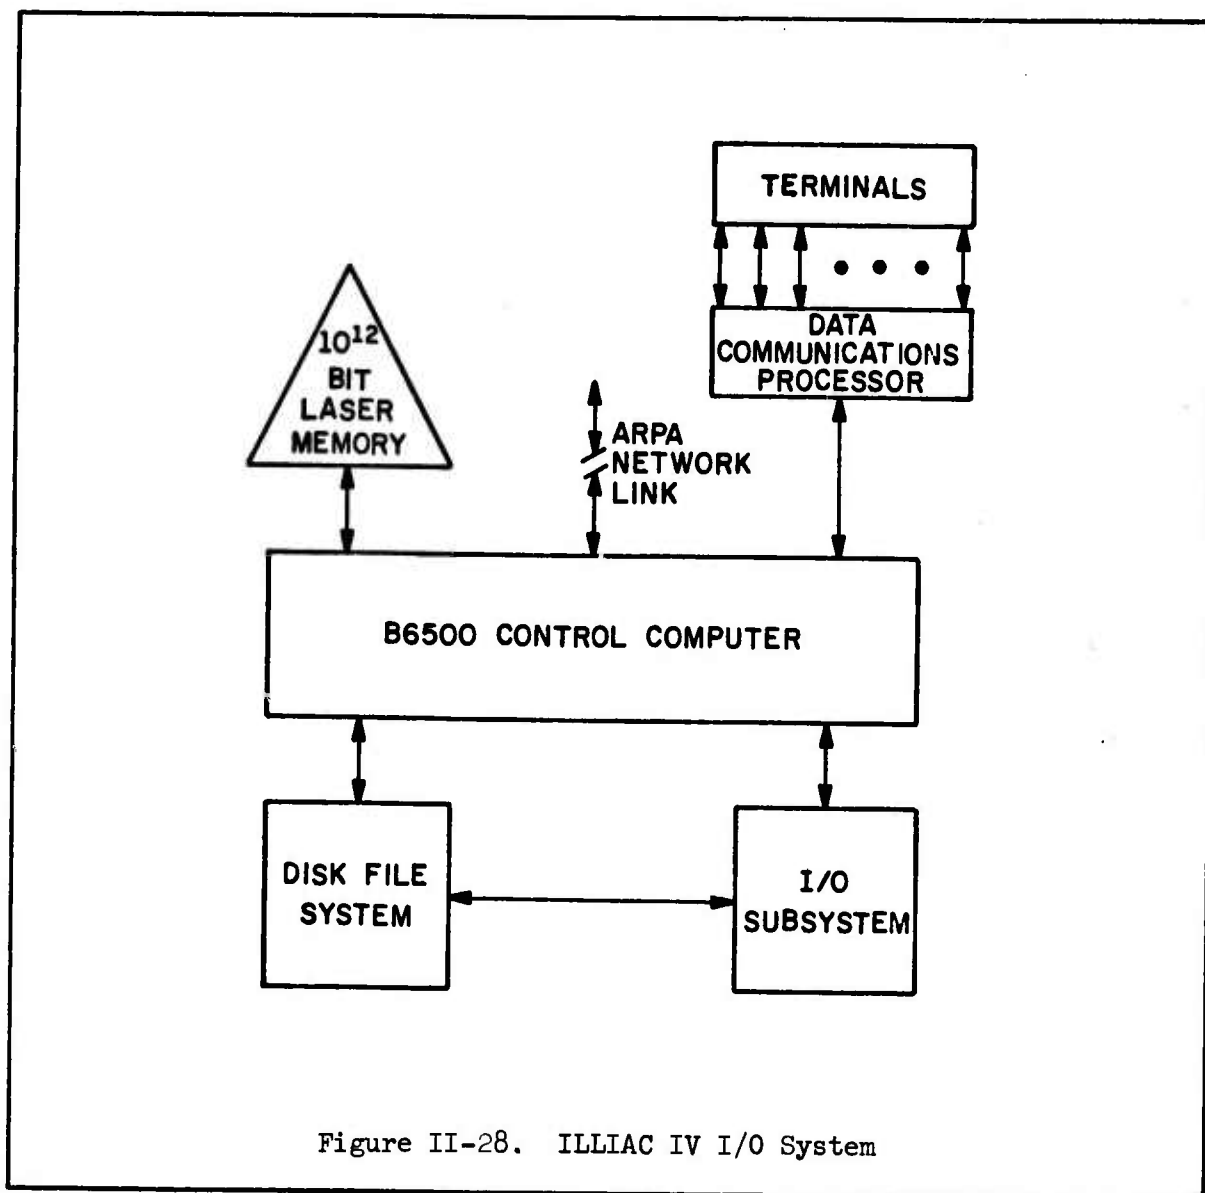 TERMINALS
DATA
COMMUNICATIONS
PROCESSOR
10¹²
BIT
LASER
MEMORY
ARPA
NETWORK
LINK
B6500 CONTROL COMPUTER
DISK FILE
SYSTEM
I/O
SUBSYSTEM
Figure II-28. ILLIAC IV I/O System